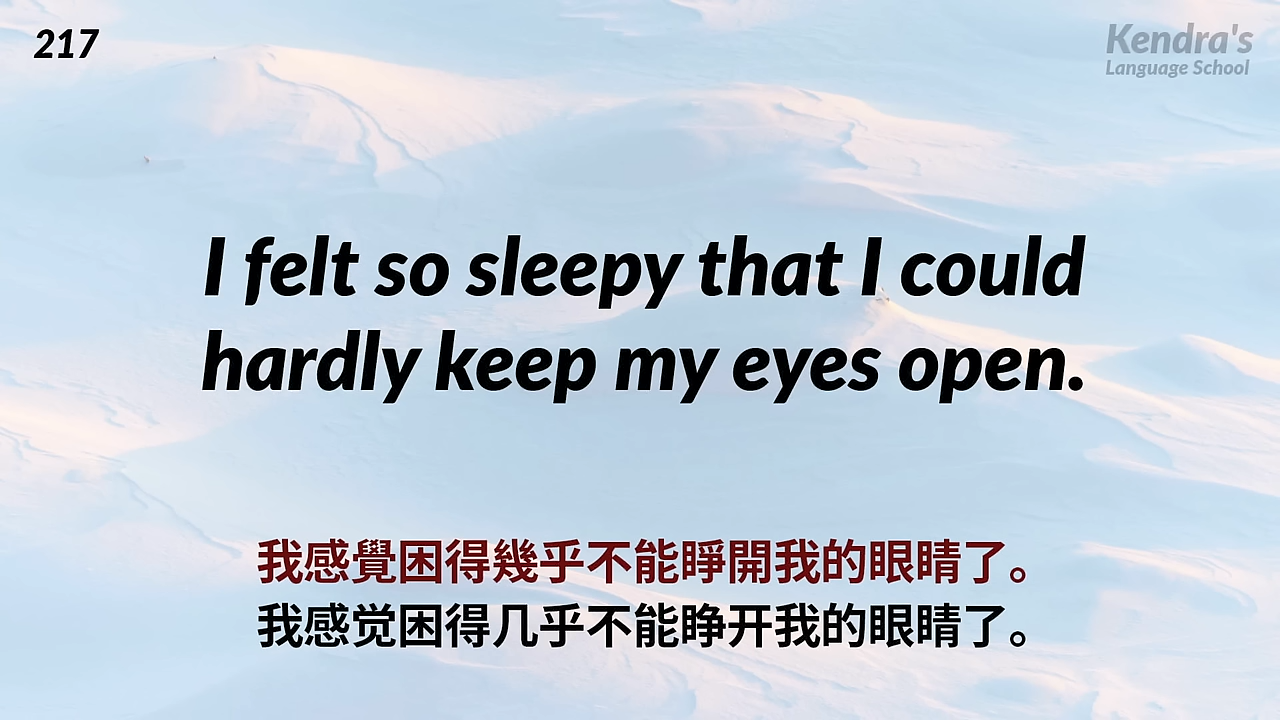 217
Kendra's
Language School
I felt so sleepy that I could
hardly keep my eyes open.
我感覺困得幾乎不能睜開我的眼睛了。
我感觉困得几乎不能睁开我的眼睛了。